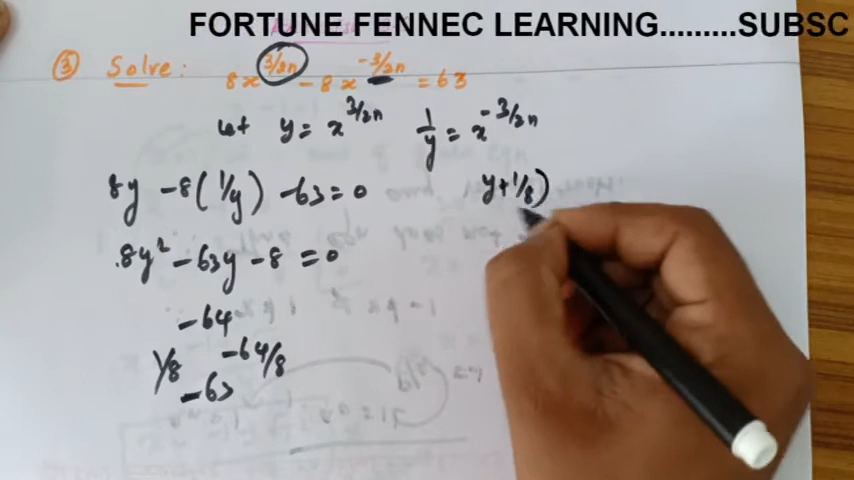 FORTUNE FENNEC LEARNING.........SUBSC
③ Solve: 8x^3/2n - 8x^-3/2n = 63
let y = x^3/2n 1/y = x^-3/2n
8y - 8(1/y) - 63 = 0 y+1/8)
8y² - 63y - 8 = 0
-64
1/8 -64/8
-63